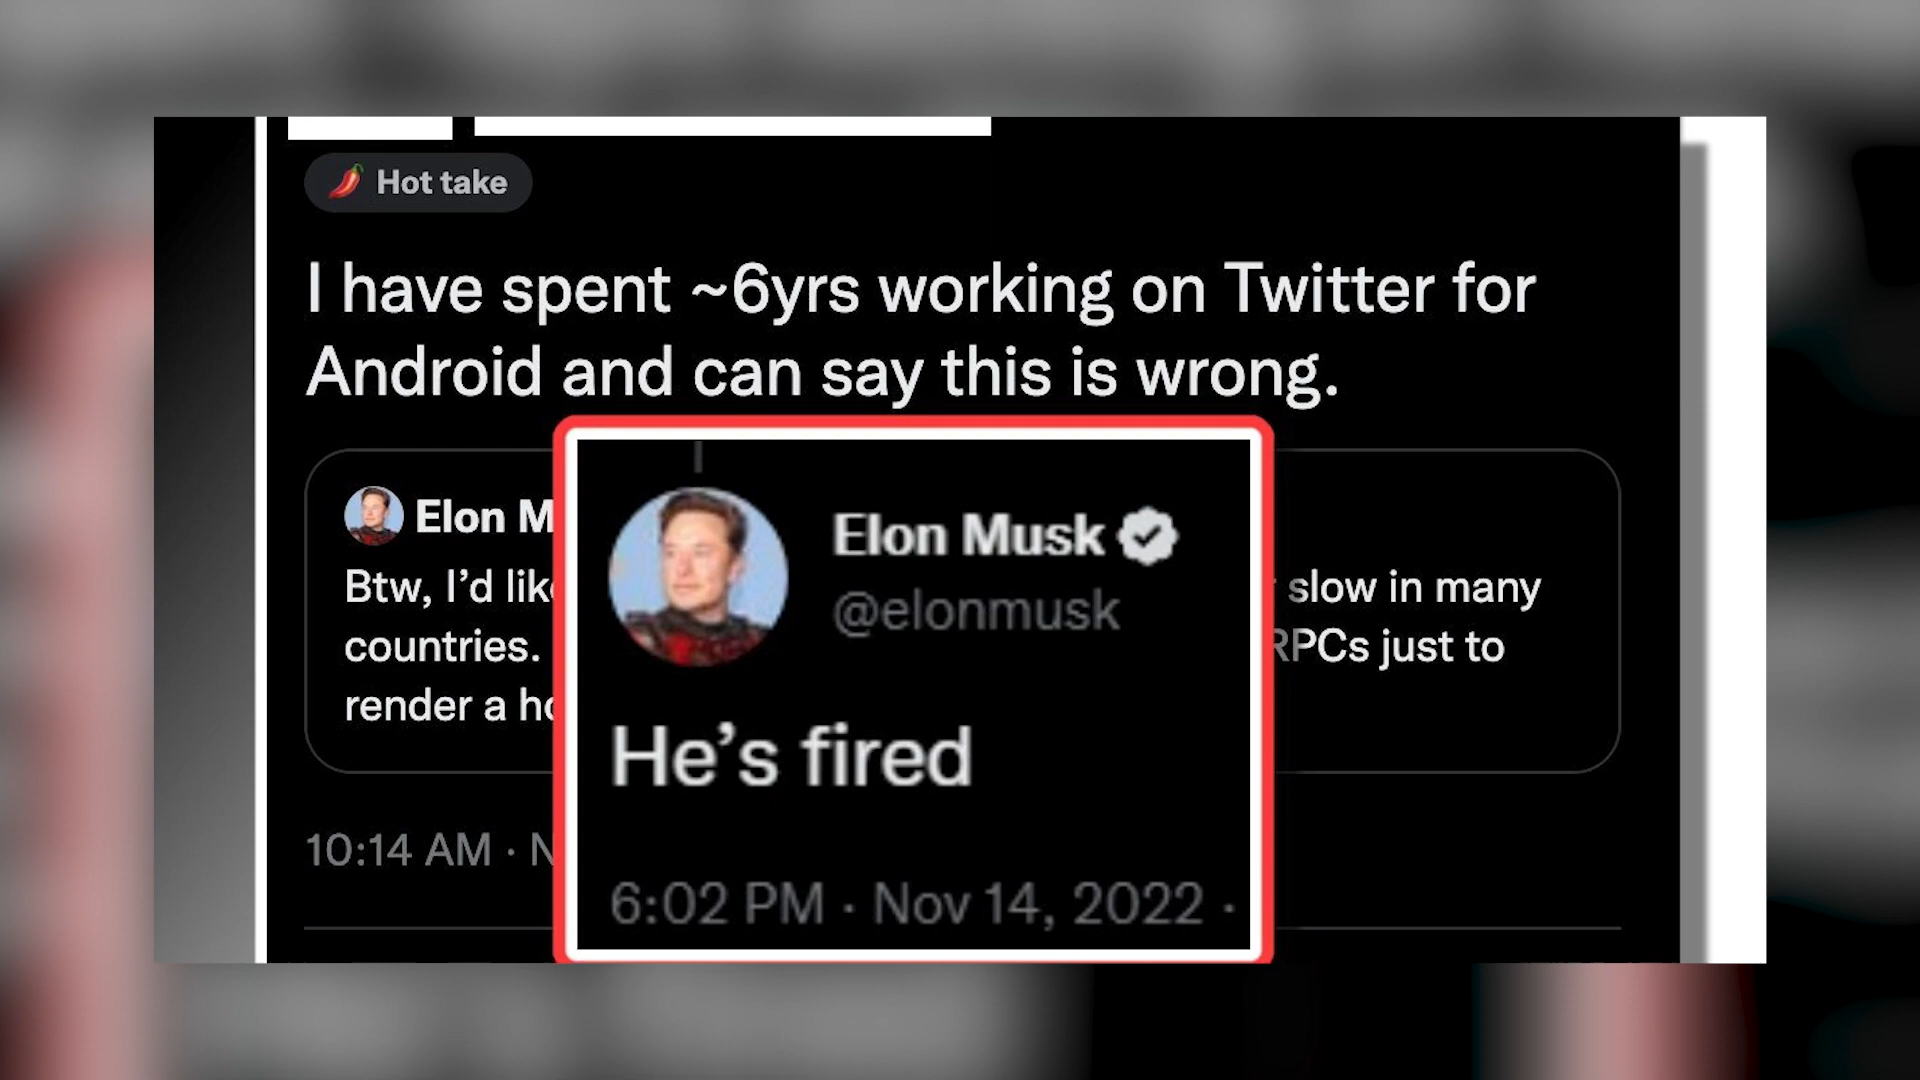 Hot take
I have spent ~6yrs working on Twitter for
Android and can say this is wrong.
Elon M
Btw, I'd lik
slow in many
countries.
RPCs just to
render a ho
10:14 AM · N
Elon Musk
@elonmusk
He's fired
6:02 PM · Nov 14, 2022 ·